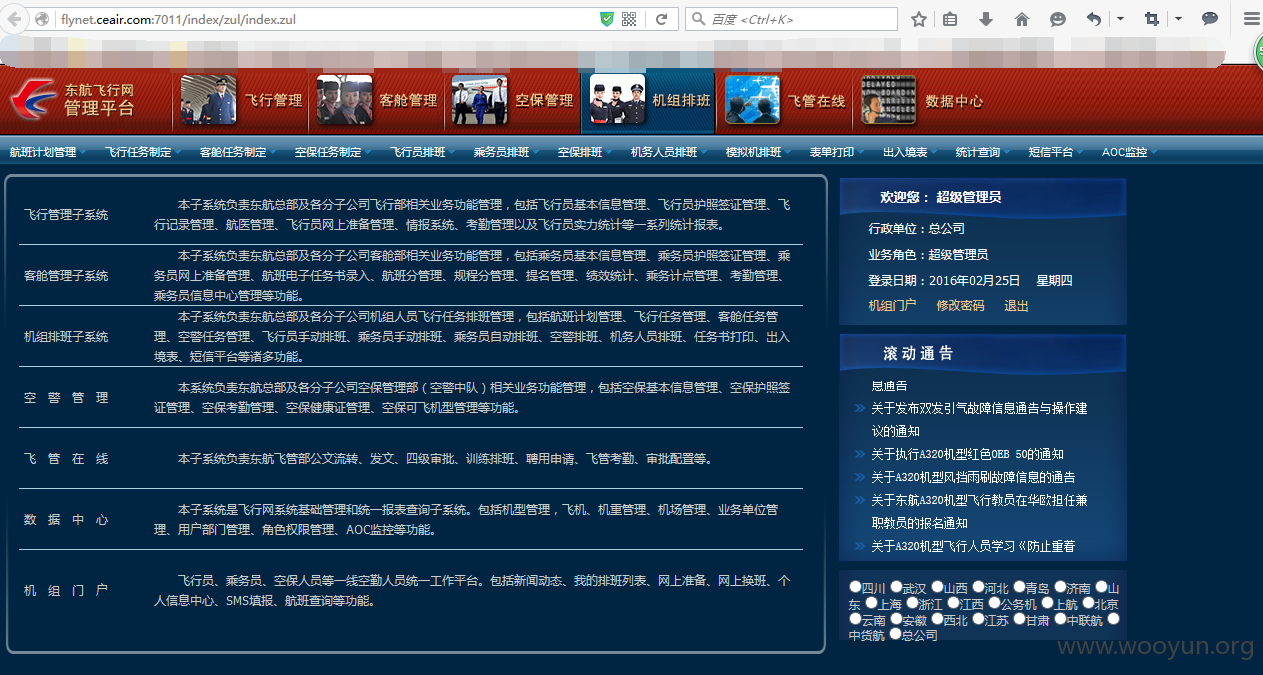 flynet.ceair.com:7011/index/zul/index.zul
百度 <Ctrl+K>
东航飞行网
管理平台
飞行管理 客舱管理 空保管理 机组排班 飞管在线 数据中心
航班计划管理 飞行任务制定 客舱任务制定 空保任务制定 飞行员排班 乘务员排班 空保排班 机务人员排班 模拟机排班 表单打印 出入境表 统计查询 短信平台 AOC监控
飞行管理子系统
本子系统负责东航总部及各分子公司飞行部相关业务功能管理，包括飞行员基本信息管理、飞行员护照签证管理、飞
行记录管理、航医管理、飞行员网上准备管理、情报系统、考勤管理以及飞行员实力统计等一系列统计报表。
客舱管理子系统
本子系统负责东航总部及各分子公司客舱部相关业务功能管理，包括乘务员基本信息管理、乘务员护照签证管理、乘
务员网上准备管理、航班电子任务书录入、航班分管理、规程分管理、提名管理、绩效统计、乘务计点管理、考勤管理、
乘务员信息中心管理等功能。
机组排班子系统
本子系统负责东航总部及各分子公司机组人员飞行任务排班管理，包括航班计划管理、飞行任务管理、客舱任务管
理、空警任务管理、飞行员手动排班、乘务员手动排班、乘务员自动排班、空警排班、机务人员排班、任务书打印、出入
境表、短信平台等诸多功能。
空 警 管 理
本系统负责东航总部及各分子公司空保管理部（空警中队）相关业务功能管理，包括空保基本信息管理、空保护照签
证管理、空保考勤管理、空保健康证管理、空保可飞机型管理等功能。
飞 管 在 线
本子系统负责东航飞管部公文流转、发文、四级审批、训练排班、聘用申请、飞管考勤、审批配置等。
数 据 中 心
本子系统是飞行网系统基础管理和统一报表查询子系统。包括机型管理，飞机、机重管理、机场管理、业务单位管
理、用户部门管理、角色权限管理、AOC监控等功能。
机 组 门 户
飞行员、乘务员、空保人员等一线空勤人员统一工作平台。包括新闻动态、我的排班列表、网上准备、网上换班、个
人信息中心、SMS填报、航班查询等功能。
欢迎您： 超级管理员
行政单位：总公司
业务角色：超级管理员
登录日期：2016年02月25日 星期四
机组门户 修改密码 退出
滚动通告
息通告
关于发布双发引气故障信息通告与操作建
议的通知
关于执行A320机型红色OEB 50的通知
关于A320机型风挡雨刷故障信息的通告
关于东航A320机型飞行教员在华欧担任兼
职教员的报名通知
关于A320机型飞行人员学习《防止重着
四川 武汉 山西 河北 青岛 济南 山
东 上海 浙江 江西 公务机 上航 北京
云南 安徽 西北 江苏 甘肃 中联航
中货航 总公司
www.wooyun.org